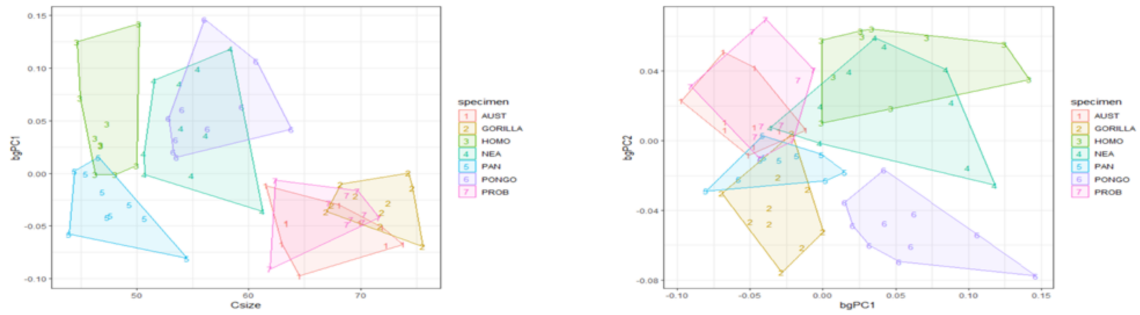 0.15
0.10
0.05
0.00
-0.05
-0.10
bgPC1
50
60
70
Csize
specimen
1 AUST
2 GORILLA
3 HOMO
4 NEA
5 PAN
6 PONGO
7 PROB
0.04
0.00
-0.04
-0.08
bgPC2
-0.10
-0.05
0.00
0.05
0.10
0.15
bgPC1
specimen
1 AUST
2 GORILLA
3 HOMO
4 NEA
5 PAN
6 PONGO
7 PROB